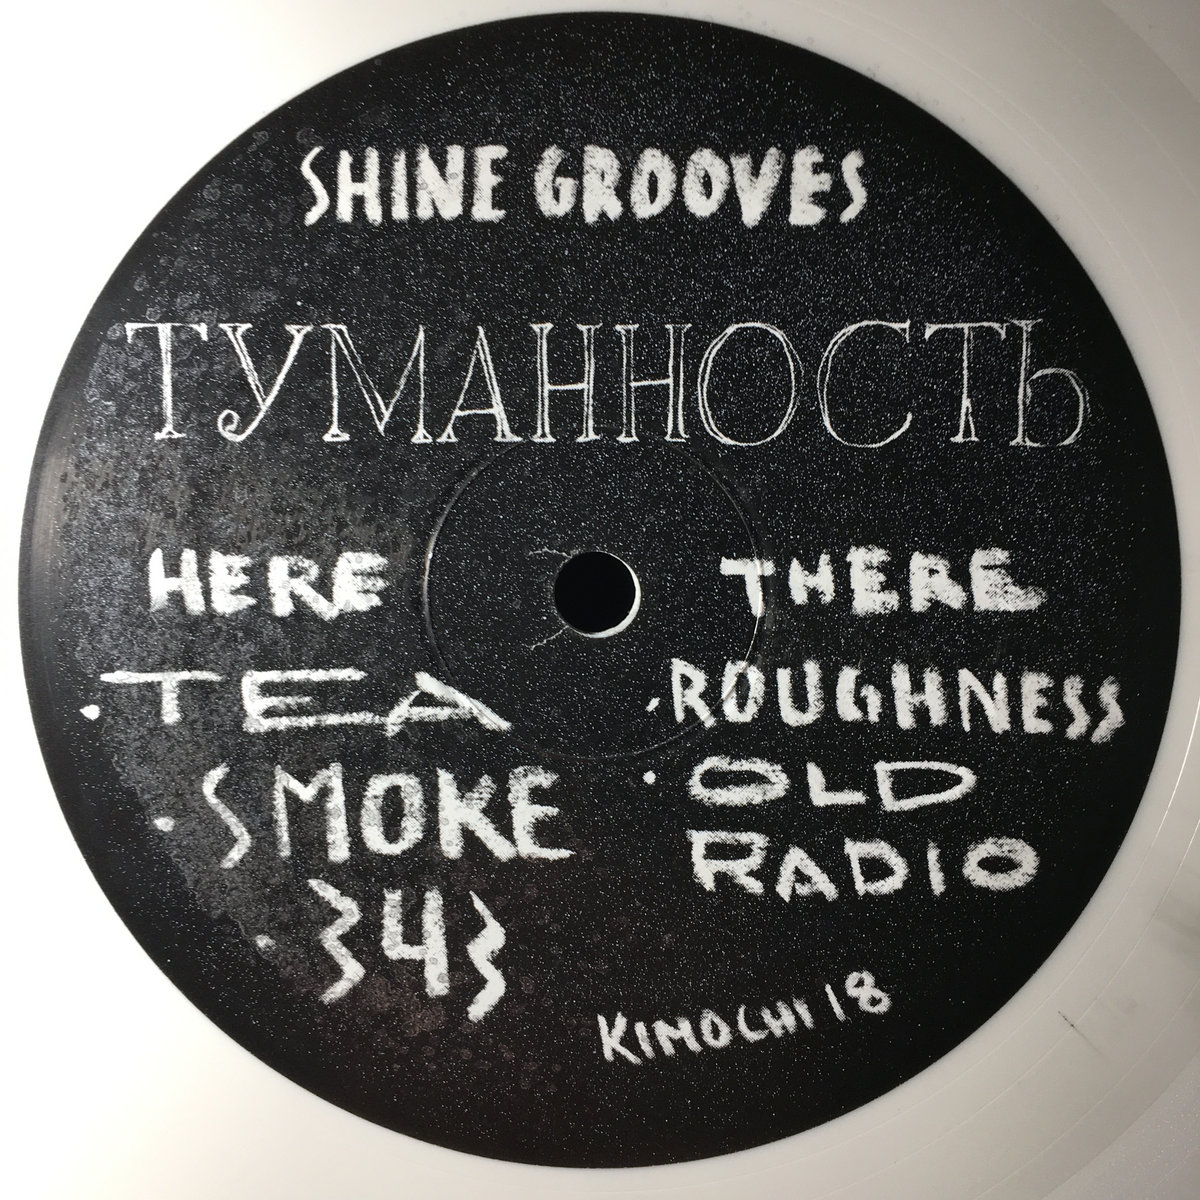 SHINE GROOVES
ТУМАННОСТЬ
HERE
· TEA
· SMOKE
· 343
THERE
· ROUGHNESS
· OLD
RADIO
KIMOCHI 18